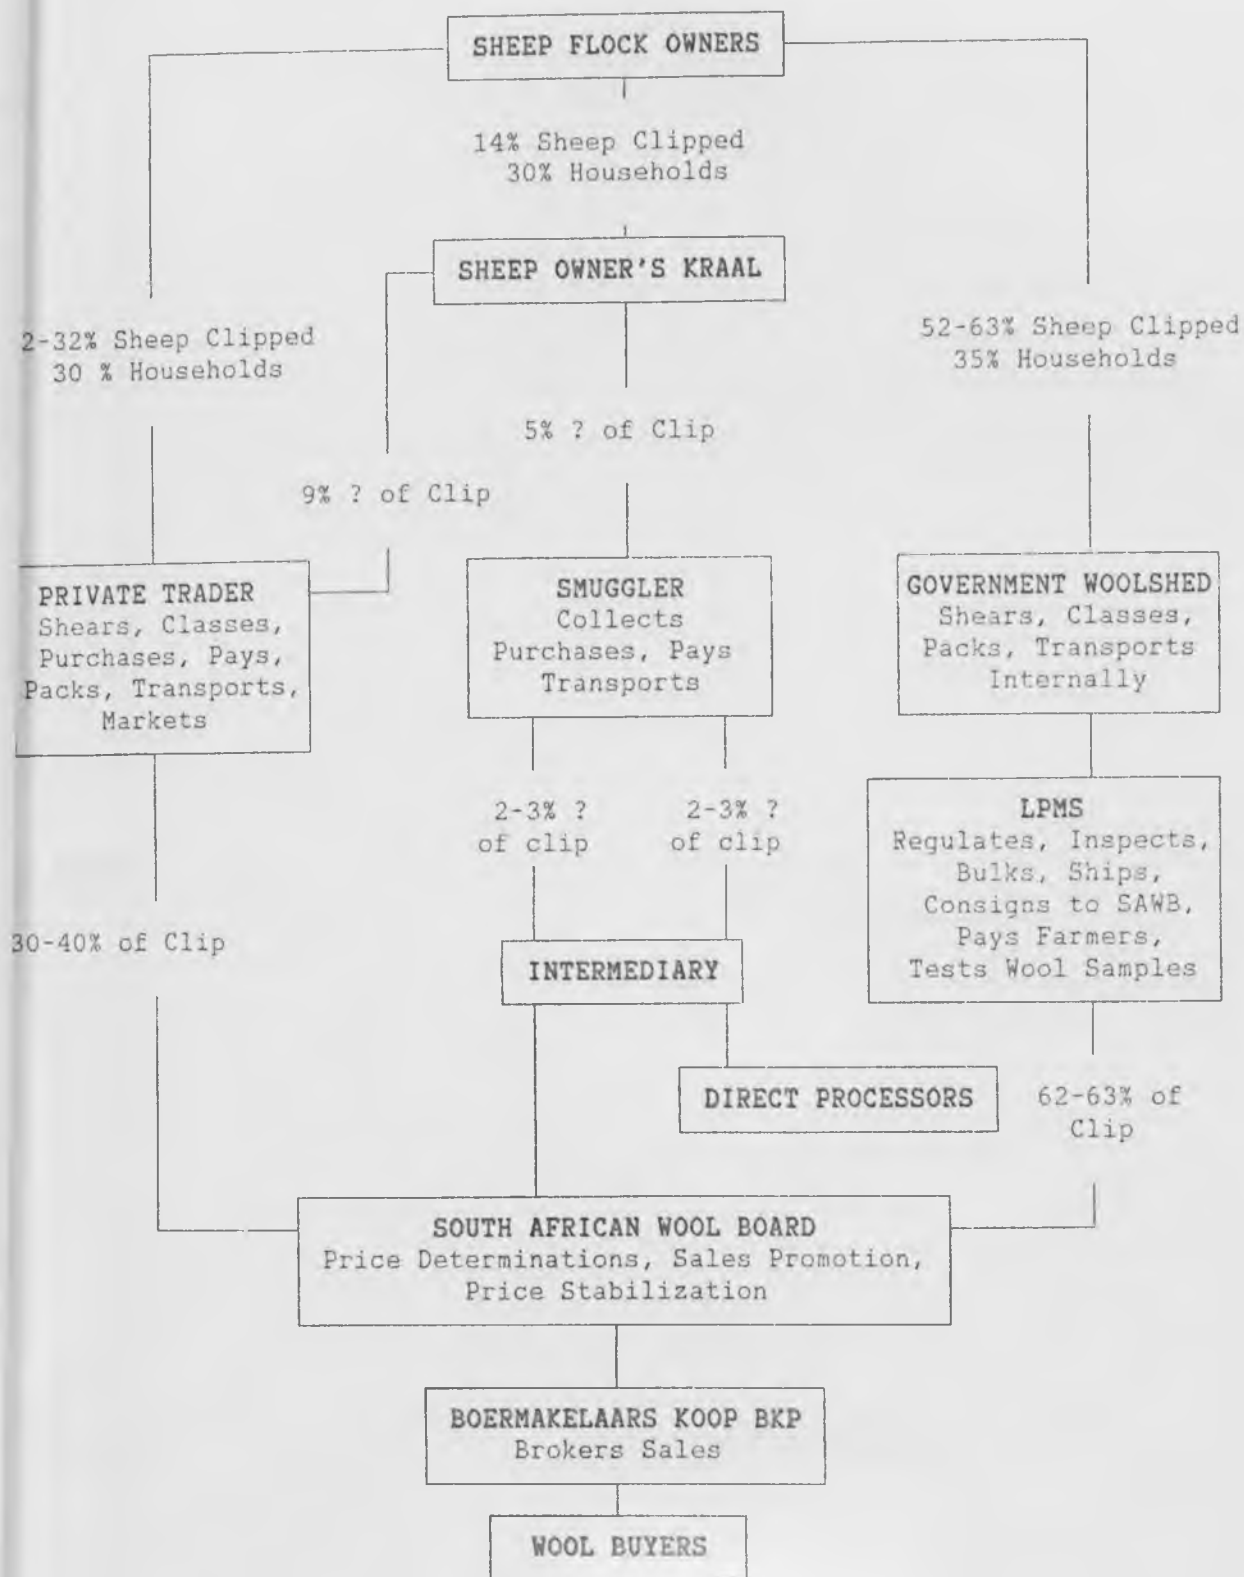 SHEEP FLOCK OWNERS
14% Sheep Clipped
30% Households
SHEEP OWNER'S KRAAL
2-32% Sheep Clipped
30 % Households
52-63% Sheep Clipped
35% Households
5% ? of Clip
9% ? of Clip
PRIVATE TRADER
Shears, Classes,
Purchases, Pays,
Packs, Transports,
Markets
SMUGGLER
Collects
Purchases, Pays
Transports
GOVERNMENT WOOLSHED
Shears, Classes,
Packs, Transports
Internally
2-3% ?
of clip
2-3% ?
of clip
LPMS
Regulates, Inspects,
Bulks, Ships,
Consigns to SAWB,
Pays Farmers,
Tests Wool Samples
30-40% of Clip
INTERMEDIARY
DIRECT PROCESSORS
62-63% of
Clip
SOUTH AFRICAN WOOL BOARD
Price Determinations, Sales Promotion,
Price Stabilization
BOERMAKELAARS KOOP BKP
Brokers Sales
WOOL BUYERS